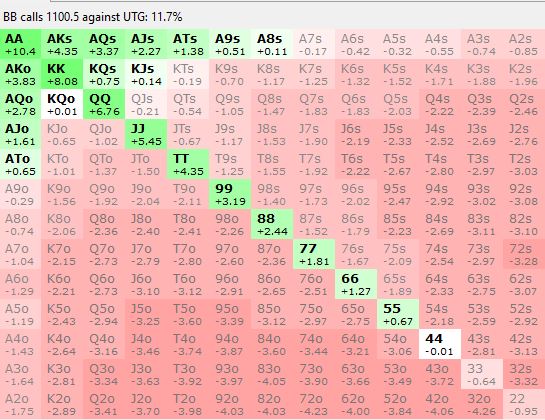 BB calls 1100.5 against UTG: 11.7%
AA AKs AQs AJs ATs A9s A8s A7s A6s A5s A4s A3s A2s
+10.4 +4.35 +3.37 +2.27 +1.38 +0.51 +0.11 -0.17 -0.42 -0.32 -0.55 -0.74 -0.85
AKo KK KQs KJs KTs K9s K8s K7s K6s K5s K4s K3s K2s
+3.83 +8.08 +0.75 +0.14 -0.19 -0.70 -1.17 -1.25 -1.32 -1.52 -1.71 -1.88 -1.96
AQo KQo QQ QJs QTs Q9s Q8s Q7s Q6s Q5s Q4s Q3s Q2s
+2.78 +0.01 +6.76 -0.21 -0.54 -1.05 -1.47 -1.83 -1.83 -2.03 -2.22 -2.39 -2.46
AJo KJo QJo JJ JTs J9s J8s J7s J6s J5s J4s J3s J2s
+1.61 -0.65 -1.02 +5.45 -0.67 -1.17 -1.53 -1.90 -2.19 -2.33 -2.52 -2.69 -2.76
ATo KTo QTo JTo TT T9s T8s T7s T6s T5s T4s T3s T2s
+0.65 -1.01 -1.37 -1.50 +4.35 -1.25 -1.55 -1.92 -2.22 -2.67 -2.80 -2.97 -3.03
A9o K9o Q9o J9o T9o 99 98s 97s 96s 95s 94s 93s 92s
-0.29 -1.56 -1.92 -2.04 -2.11 +3.19 -1.40 -1.73 -2.02 -2.47 -2.92 -3.02 -3.08
A8o K8o Q8o J8o T8o 98o 88 87s 86s 85s 84s 83s 82s
-0.74 -2.06 -2.36 -2.40 -2.41 -2.26 +2.44 -1.52 -1.79 -2.23 -2.69 -3.11 -3.10
A7o K7o Q7o J7o T7o 97o 87o 77 76s 75s 74s 73s 72s
-1.04 -2.15 -2.73 -2.79 -2.80 -2.60 -2.36 +1.81 -1.67 -2.09 -2.54 -2.97 -3.28
A6o K6o Q6o J6o T6o 96o 86o 76o 66 65s 64s 63s 62s
-1.29 -2.21 -2.73 -3.10 -3.12 -2.91 -2.65 -2.51 +1.27 -1.89 -2.33 -2.75 -3.07
A5o K5o Q5o J5o T5o 95o 85o 75o 65o 55 54s 53s 52s
-1.19 -2.43 -2.94 -3.25 -3.60 -3.39 -3.12 -2.97 -2.75 +0.67 -2.18 -2.59 -2.92
A4o K4o Q4o J4o T4o 94o 84o 74o 64o 54o 44 43s 42s
-1.43 -2.64 -3.16 -3.46 -3.74 -3.87 -3.60 -3.44 -3.21 -3.06 -0.01 -2.81 -3.13
A3o K3o Q3o J3o T3o 93o 83o 73o 63o 53o 43o 33 32s
-1.64 -2.81 -3.34 -3.63 -3.92 -3.97 -4.05 -3.90 -3.66 -3.49 -3.72 -0.64 -3.32
A2o K2o Q2o J2o T2o 92o 82o 72o 62o 52o 42o 32o 22
-1.75 -2.89 -3.41 -3.70 -3.98 -4.03 -4.03 -4.23 -4.00 -3.84 -4.06 -4.26 -0.95